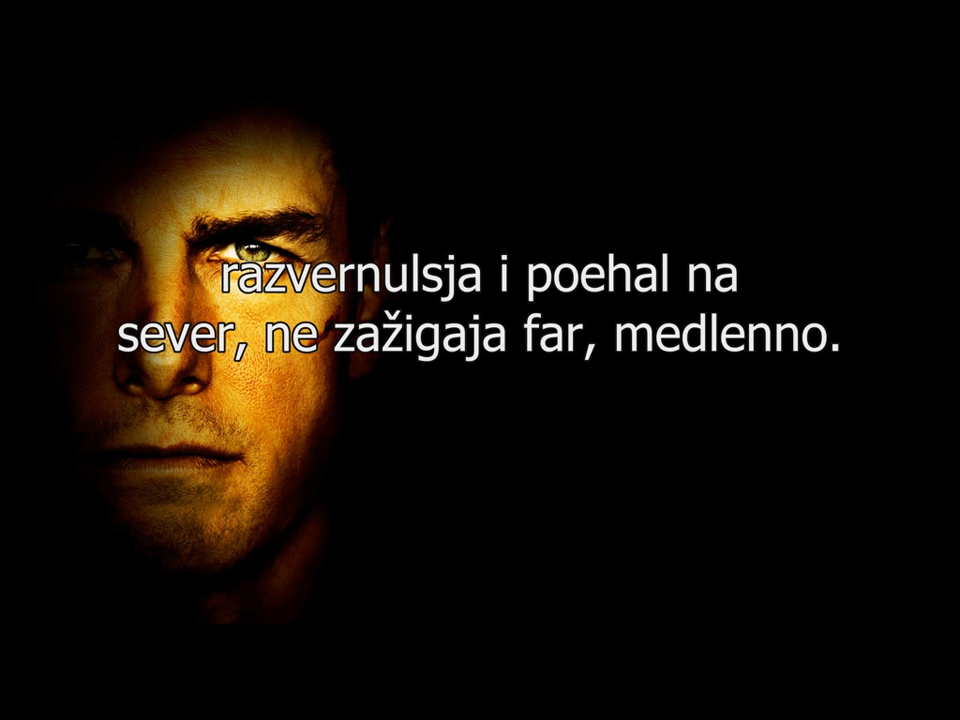 razvernulsja i poehal na
sever, ne zažigaja far, medlenno.